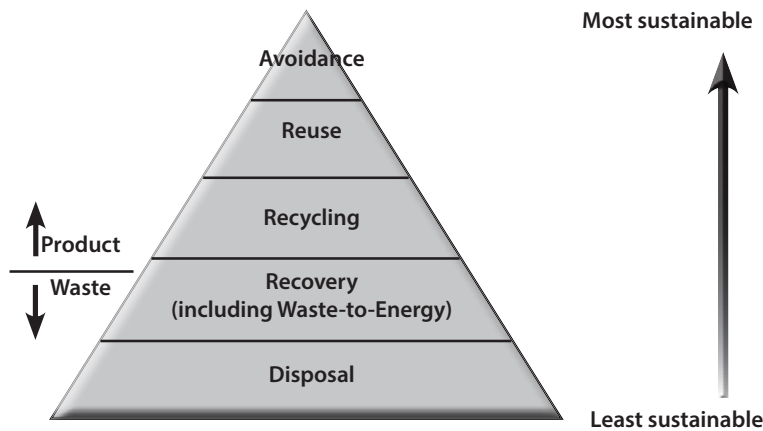 Most sustainable
Avoidance
Reuse
Recycling
Product
Waste
Recovery
(including Waste-to-Energy)
Disposal
Least sustainable